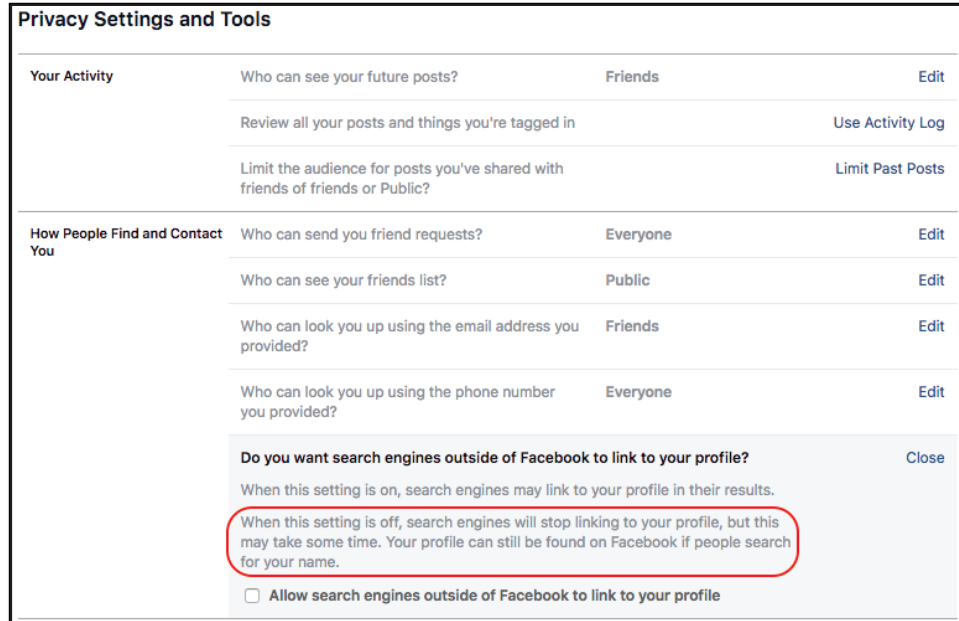 Privacy Settings and Tools
Your Activity
Who can see your future posts?
Friends
Edit
Review all your posts and things you're tagged in
Use Activity Log
Limit the audience for posts you've shared with
friends of friends or Public?
Limit Past Posts
How People Find and Contact
You
Who can send you friend requests?
Everyone
Edit
Who can see your friends list?
Public
Edit
Who can look you up using the email address you
provided?
Friends
Edit
Who can look you up using the phone number
you provided?
Everyone
Edit
Do you want search engines outside of Facebook to link to your profile?
Close
When this setting is on, search engines may link to your profile in their results.
When this setting is off, search engines will stop linking to your profile, but this
may take some time. Your profile can still be found on Facebook if people search
for your name.
Allow search engines outside of Facebook to link to your profile